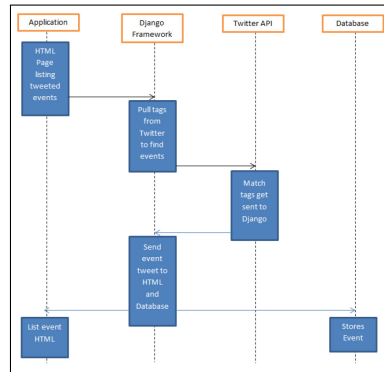 Application
Django
Framework
Twitter API
Database
HTML
Page
listing
tweeted
events
Pull tags
from
Twitter
to find
events
Match
tags get
sent to
Django
Send
event
tweet to
HTML
and
Database
List event
HTML
Stores
Event